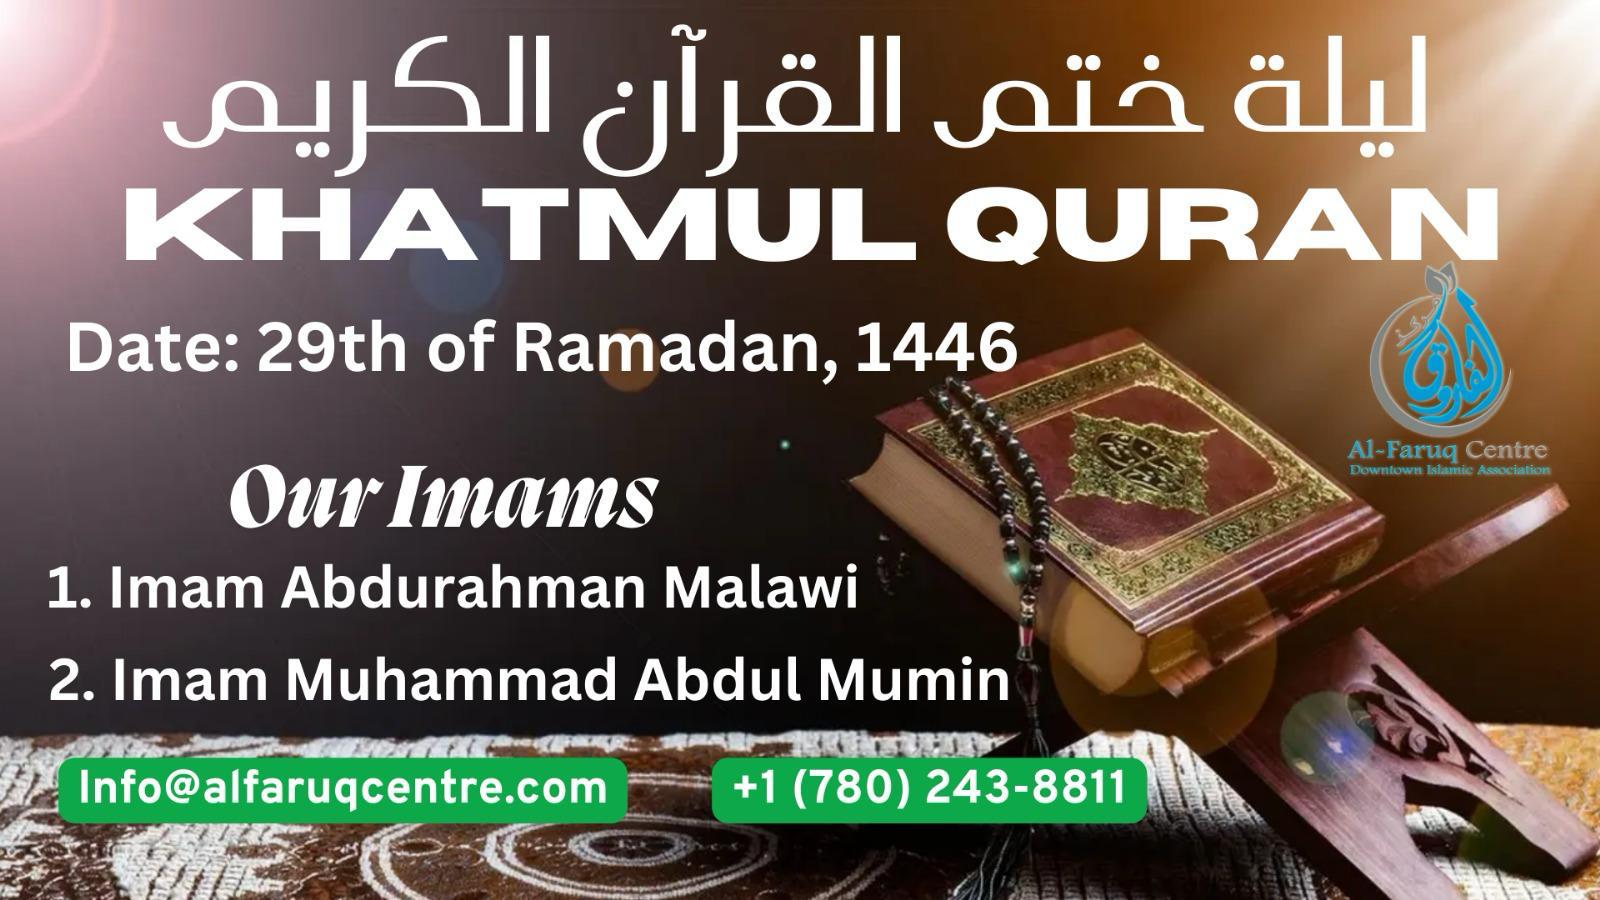 ليلة ختم القرآن الكريم
KHATMUL QURAN
Date: 29th of Ramadan, 1446
الفاروق
Al-Faruq Centre
Downtown Islamic Association
Our Imams
1. Imam Abdurahman Malawi
2. Imam Muhammad Abdul Mumin
Info@alfaruqcentre.com
+1 (780) 243-8811